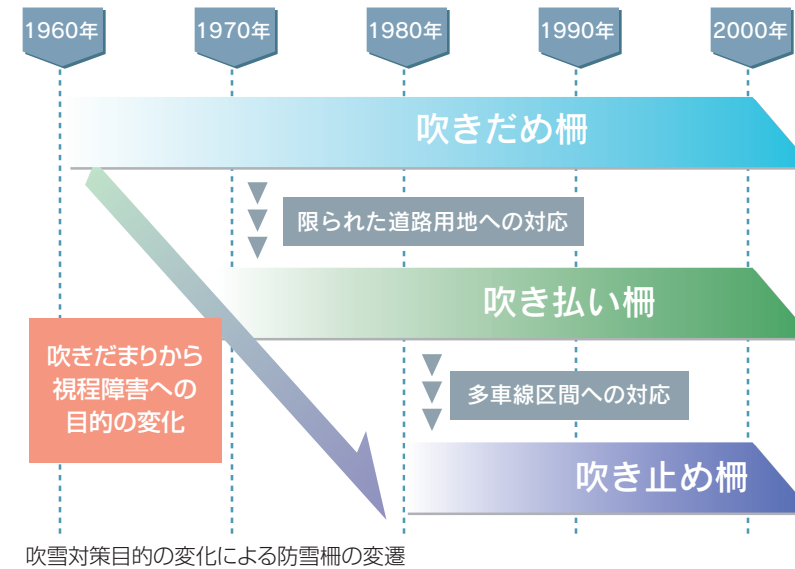 1960年 1970年 1980年 1990年 2000年
吹きだめ柵
限られた道路用地への対応
吹き払い柵
吹きだまりから
視程障害への
目的の変化
多車線区間への対応
吹き止め柵
吹雪対策目的の変化による防雪柵の変遷